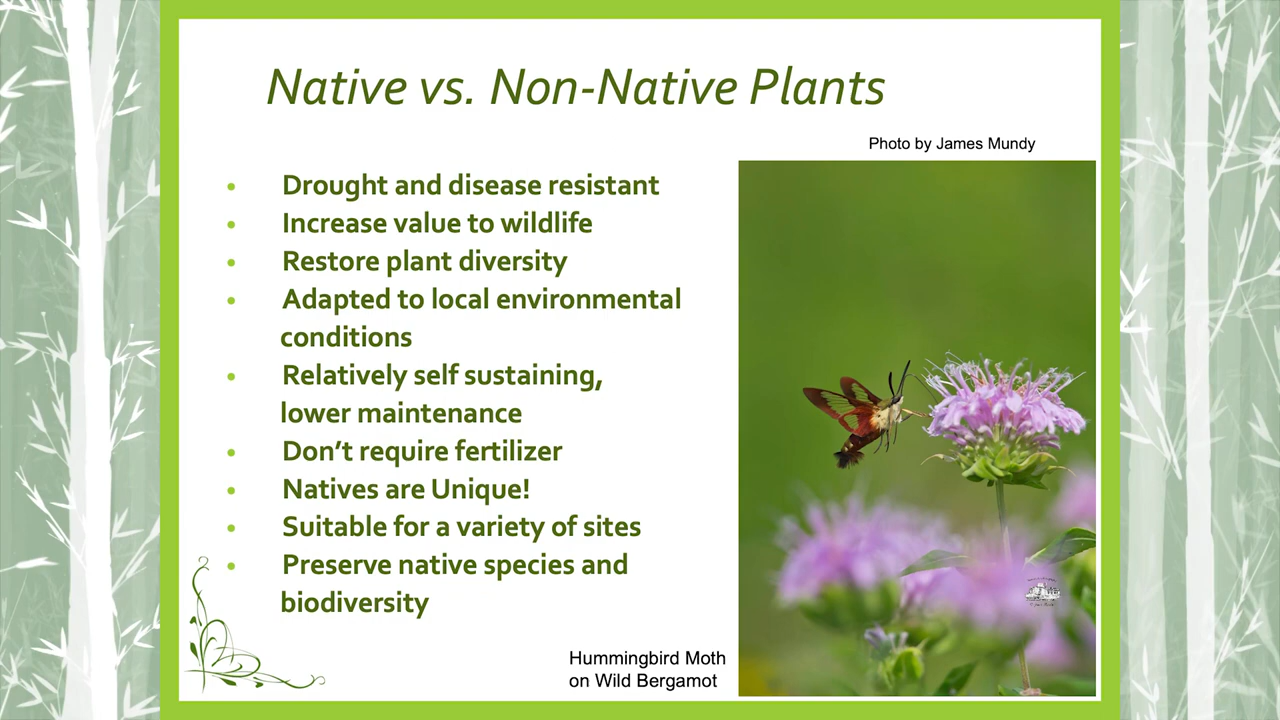 Native vs. Non-Native Plants
Photo by James Mundy
• Drought and disease resistant
• Increase value to wildlife
• Restore plant diversity
• Adapted to local environmental
conditions
• Relatively self sustaining,
lower maintenance
• Don’t require fertilizer
• Natives are Unique!
• Suitable for a variety of sites
• Preserve native species and
biodiversity
Hummingbird Moth
on Wild Bergamot